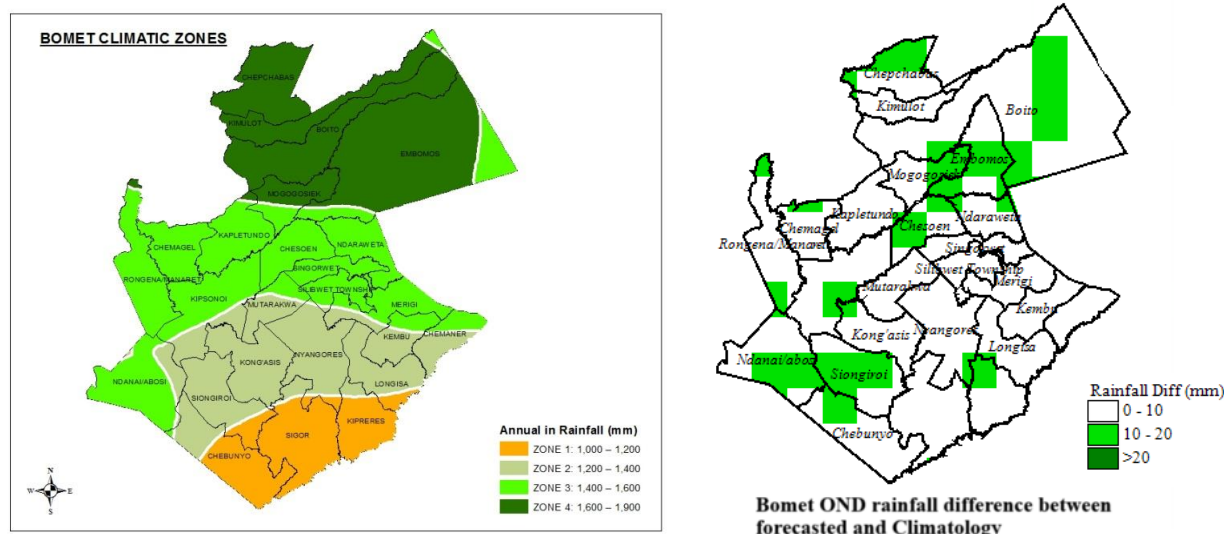 BOMET CLIMATIC ZONES
CHEPCHABAS
KIMULOT
BOITO
EMBOMOS
MOGOGOSIEK
KAPLETUNDO
CHEMAGEL
CHESOEN
NDARAWETA
SINGORWET
RONGENA/MANARET
SILIBWET TOWNSHIP
KIPSONOI
MUTARAKWA
MERIGI
KEMBU
CHEMANER
NYANGORES
KONG'ASIS
NDANAI/ABOSI
LONGISA
SIONGIROI
KIPRERES
SIGOR
CHEBUNYO
Annual in Rainfall (mm)
ZONE 1: 1,000 – 1,200
ZONE 2: 1,200 – 1,400
ZONE 3: 1,400 – 1,600
ZONE 4: 1,600 – 1,900
N
W E
S
Chepchabas
Kimulot
Boito
Embomos
Mogogosiek
Kapletundo
Ndaraweta
Chemagel
Chesoen
Rongena/Manaret
Singorwet
Silibwet Township
Mutarakwa
Merigi
Kembu
Kong'asis
Nyangores
Longisa
Ndanai/abosi
Siongiroi
Chebunyo
Rainfall Diff (mm)
0 - 10
10 - 20
>20
Bomet OND rainfall difference between
forecasted and Climatology